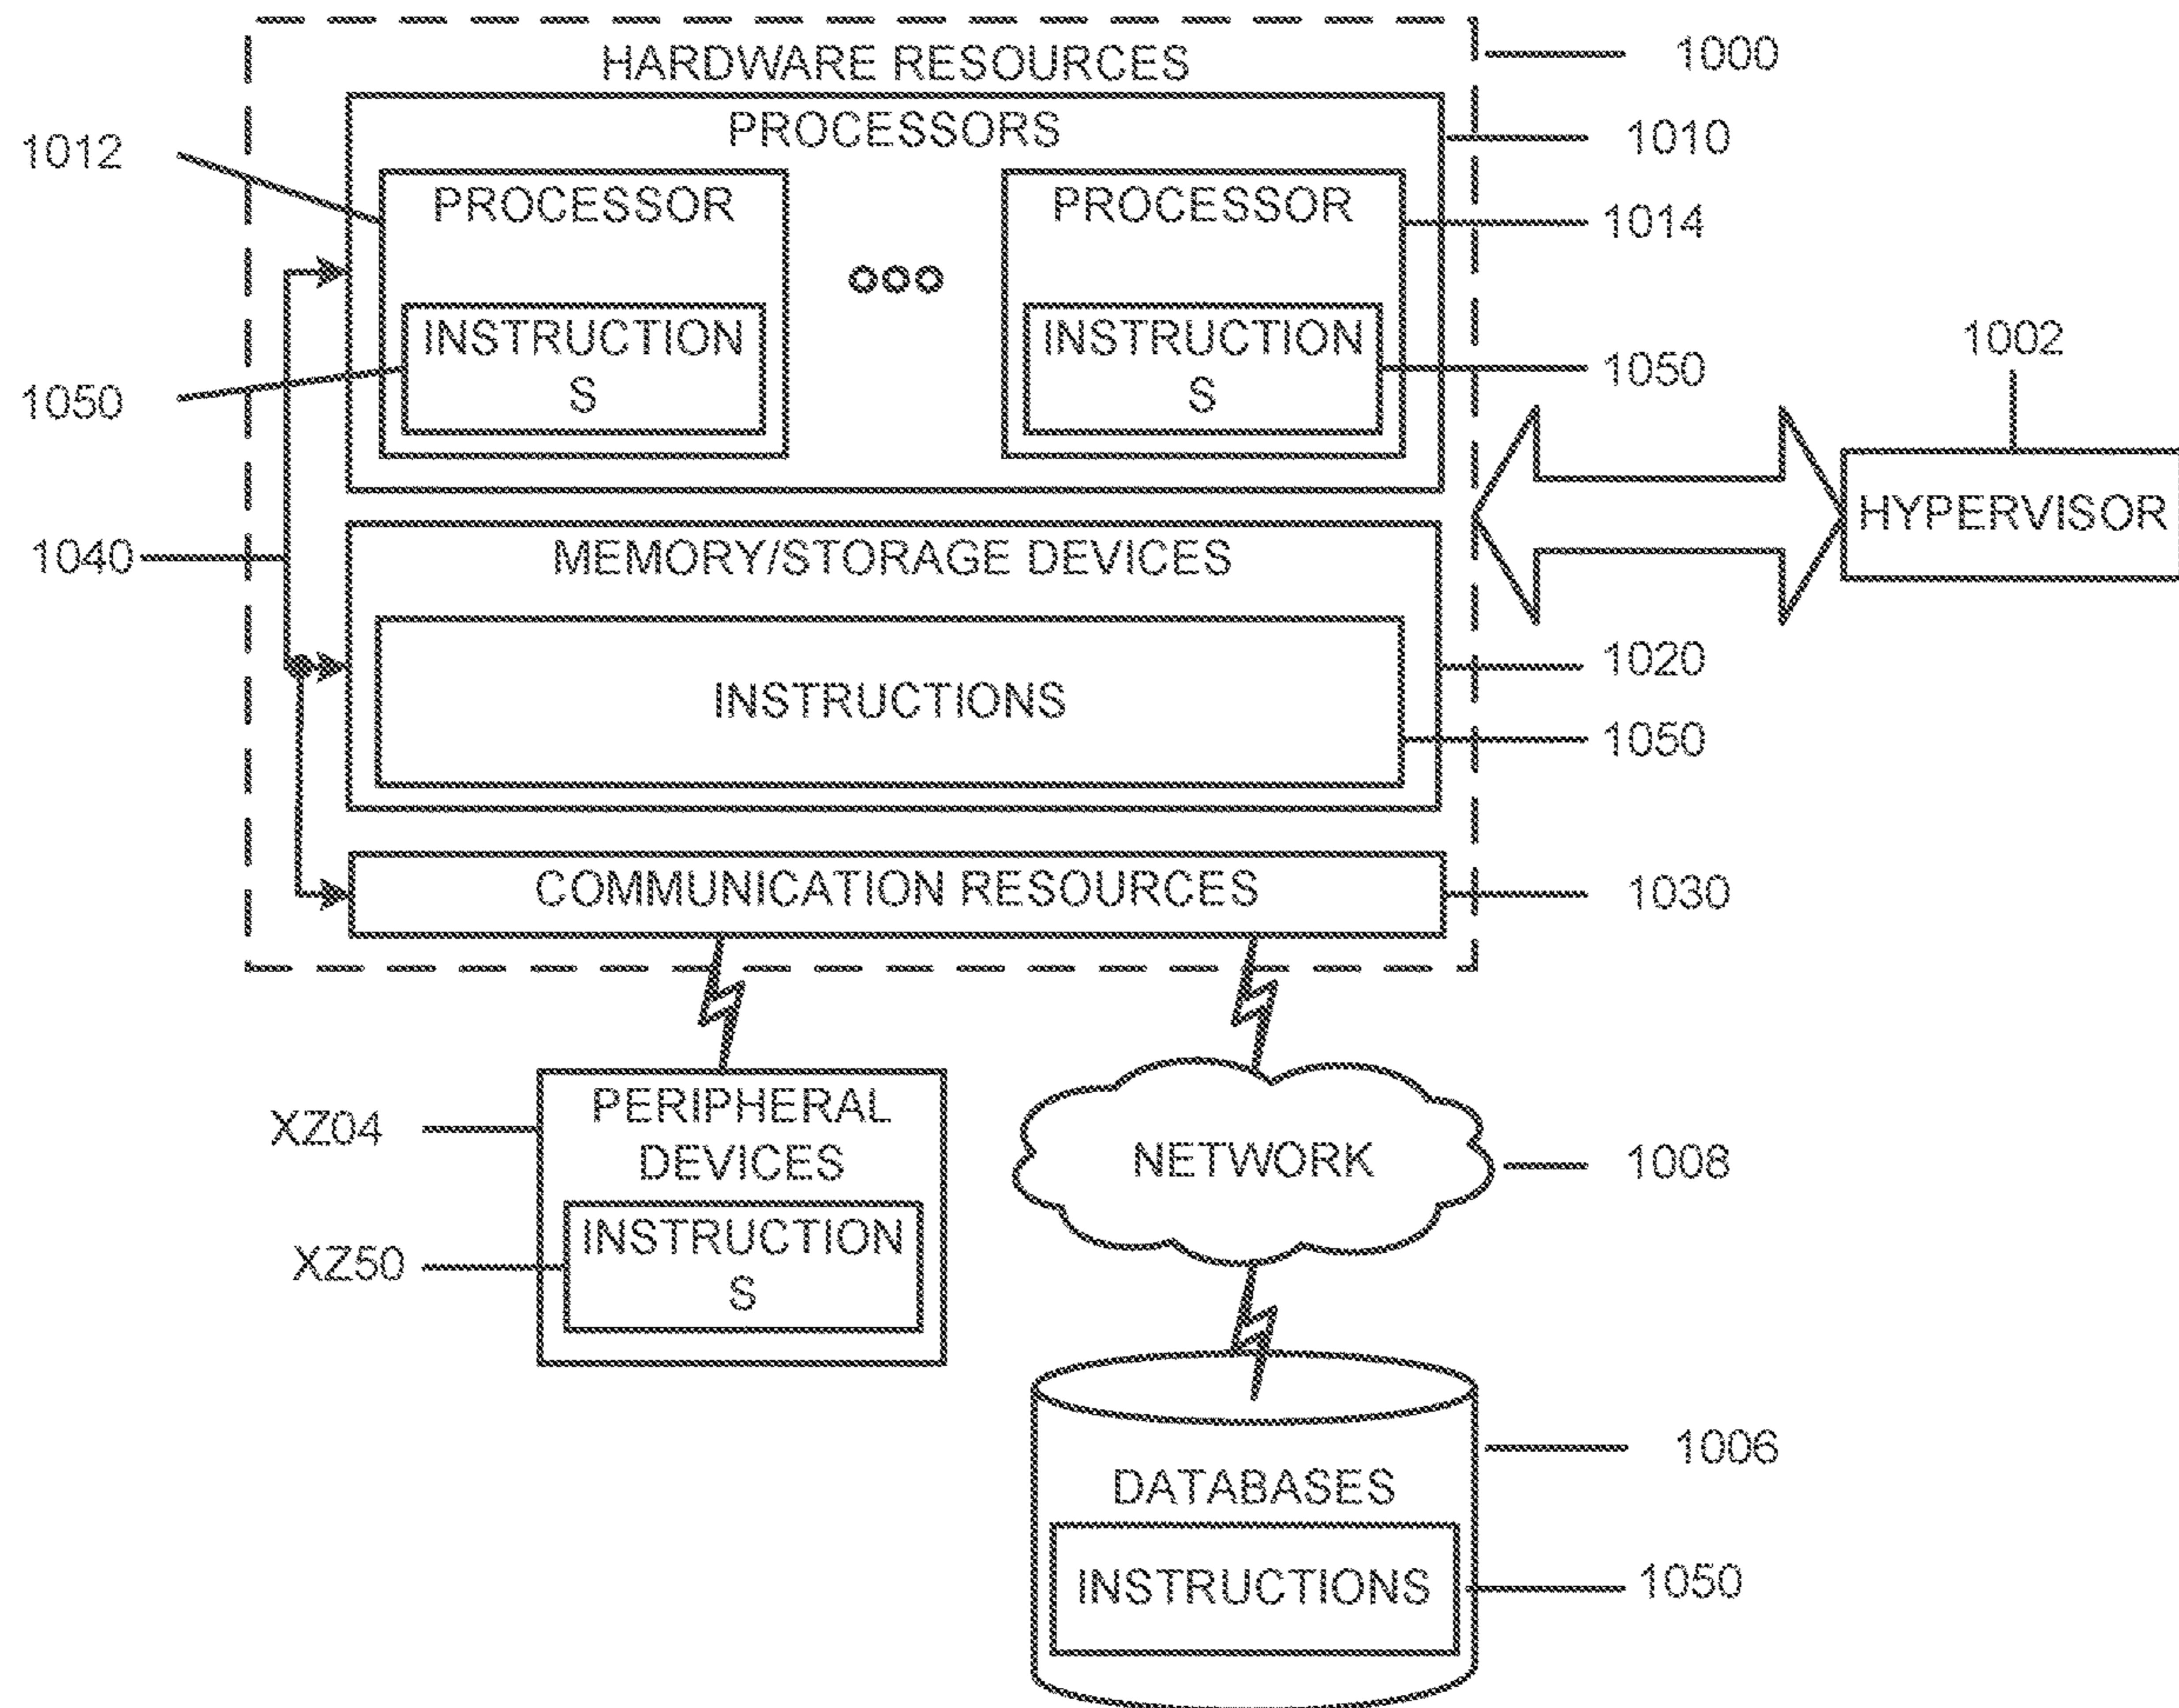 HARDWARE RESOURCES
1000
PROCESSORS
1010
1012
PROCESSOR
PROCESSOR
1014
INSTRUCTION
S
INSTRUCTION
S
1050
1050
1002
HYPERVISOR
1040
MEMORY/STORAGE DEVICES
1020
INSTRUCTIONS
1050
COMMUNICATION RESOURCES
1030
XZ04
PERIPHERAL
DEVICES
XZ50
INSTRUCTION
S
NETWORK
1008
1006
DATABASES
INSTRUCTIONS
1050